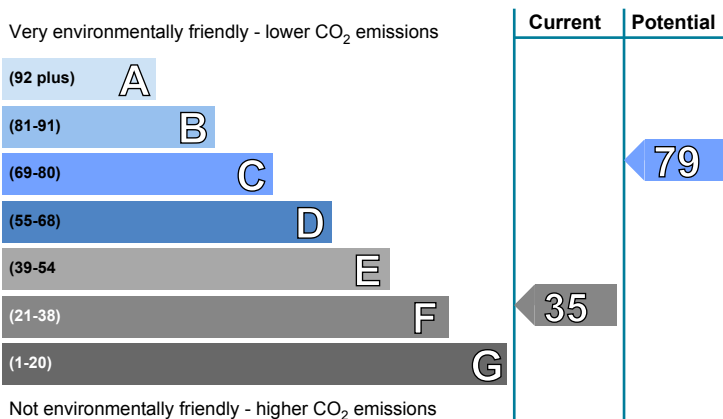 Current Potential
Very environmentally friendly - lower CO2 emissions
(92 plus) A
(81-91) B
(69-80) C
79
(55-68) D
(39-54 E
(21-38) F
35
(1-20) G
Not environmentally friendly - higher CO2 emissions